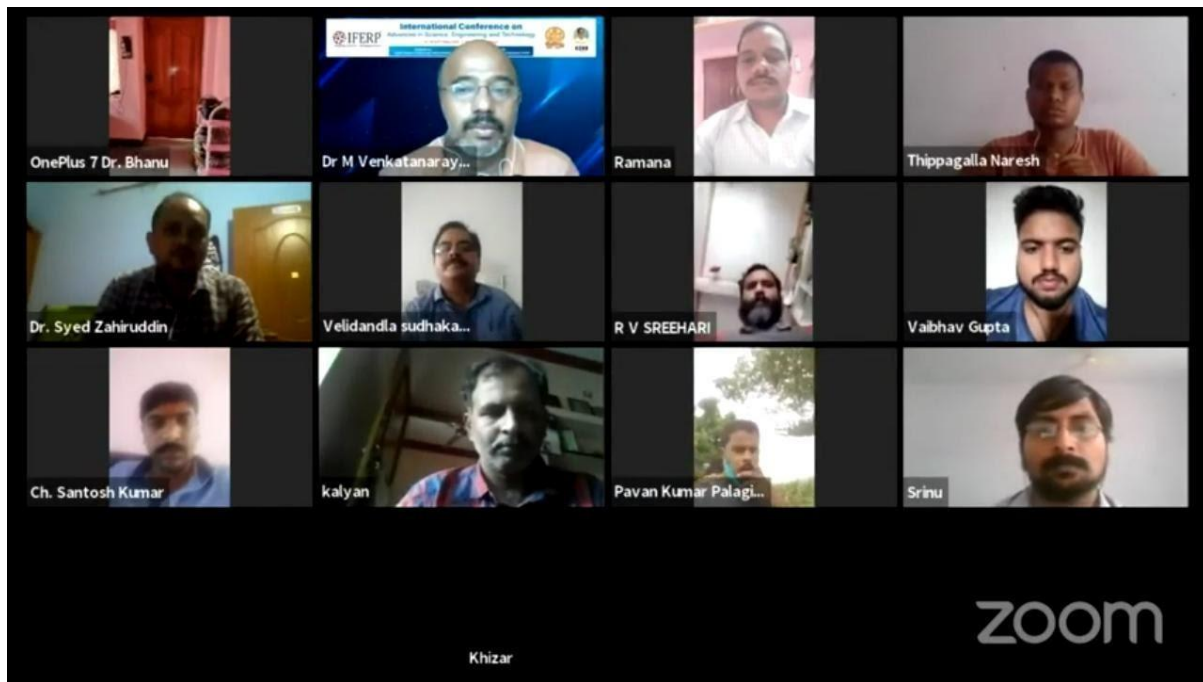 International Conference on
IFERP
Advances in Science, Engineering and Technology
OnePlus 7 Dr. Bhanu
Dr M Venkatanaray...
Ramana
Thippagalla Naresh
Dr. Syed Zahiruddin
Velidandla sudhaka...
R V SREEHARI
Vaibhav Gupta
Ch. Santosh Kumar
kalyan
Pavan Kumar Palagi...
Srinu
zoom
Khizar